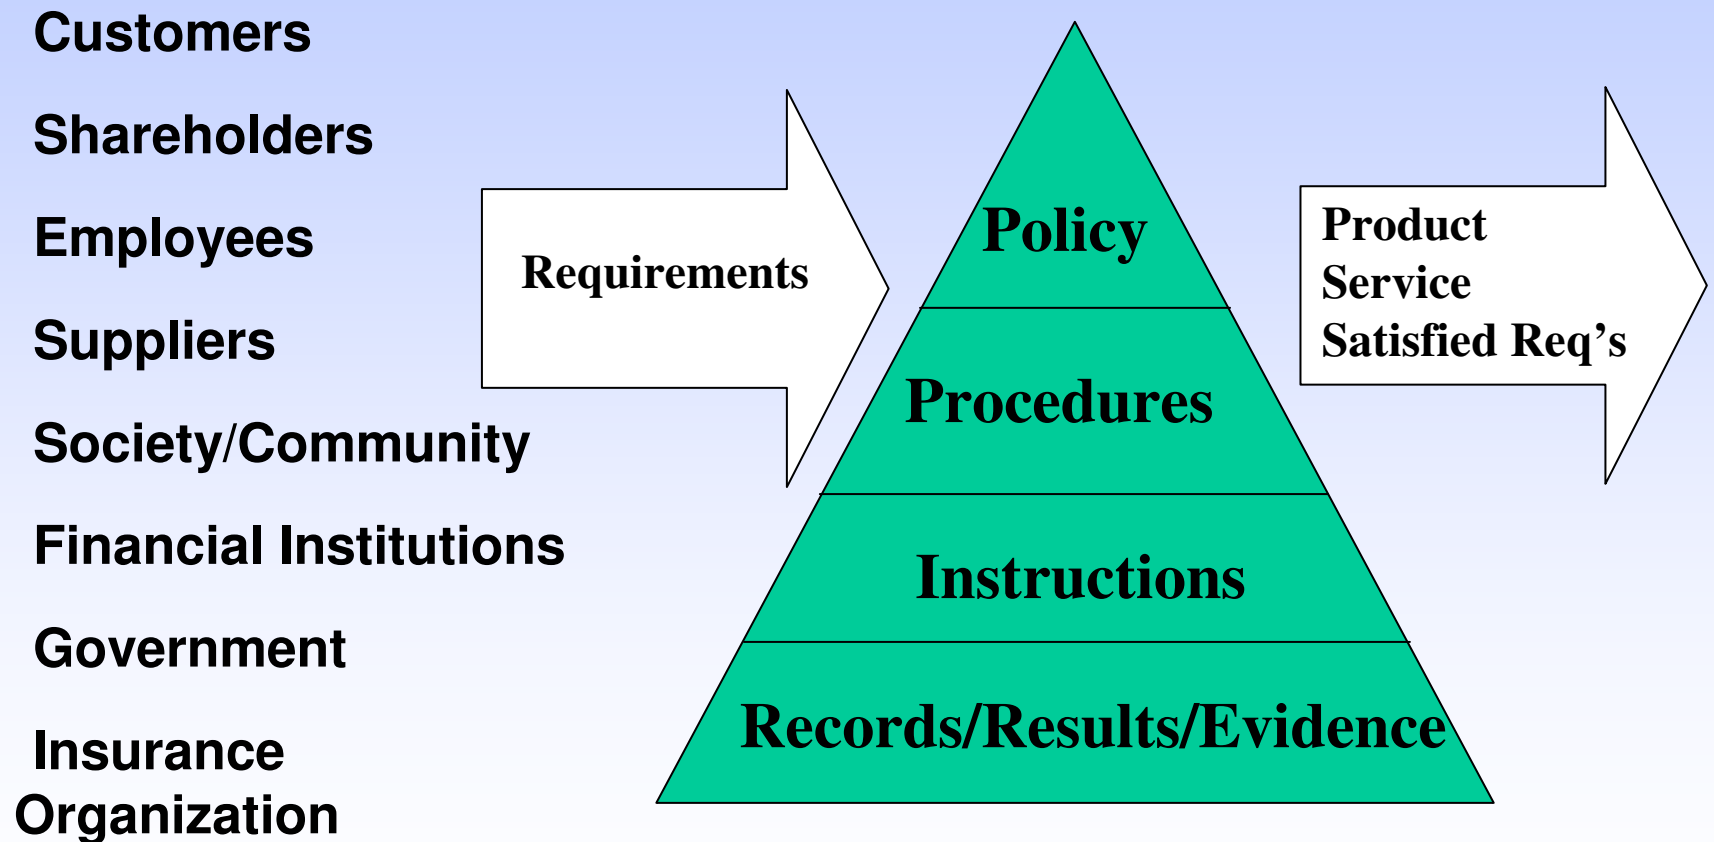 Customers
Shareholders
Employees
Suppliers
Society/Community
Financial Institutions
Government
Insurance
Organization
Requirements
Policy
Procedures
Instructions
Records/Results/Evidence
Product
Service
Satisfied Req’s